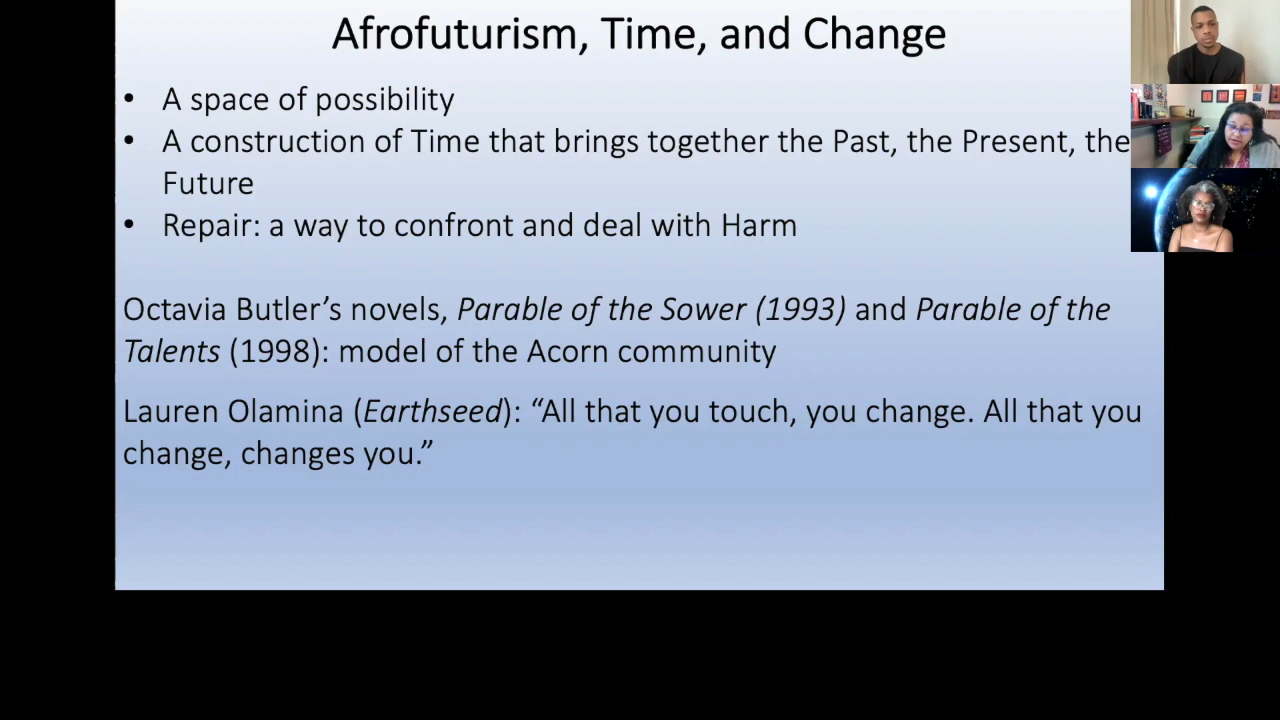 Afrofuturism, Time, and Change
• A space of possibility
• A construction of Time that brings together the Past, the Present, the
Future
• Repair: a way to confront and deal with Harm
Octavia Butler’s novels, Parable of the Sower (1993) and Parable of the
Talents (1998): model of the Acorn community
Lauren Olamina (Earthseed): “All that you touch, you change. All that you
change, changes you.”